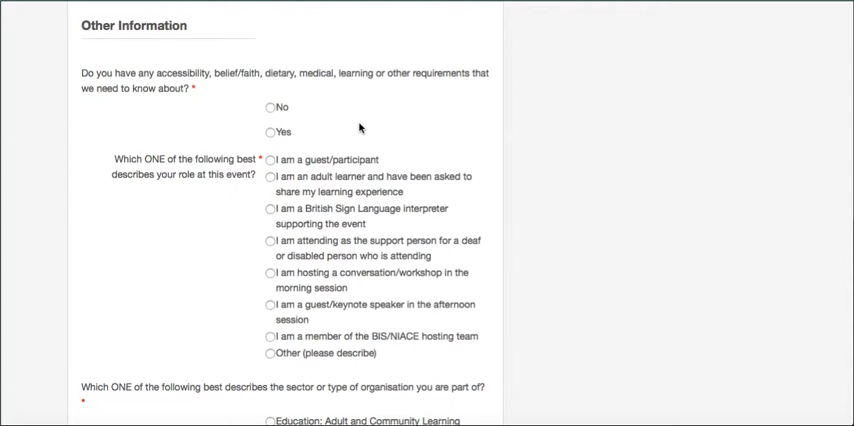 Other Information
Do you have any accessibility, belief/faith, dietary, medical, learning or other requirements that
we need to know about? *
No
Yes
Which ONE of the following best *
describes your role at this event?
I am a guest/participant
I am an adult learner and have been asked to
share my learning experience
I am a British Sign Language interpreter
supporting the event
I am attending as the support person for a deaf
or disabled person who is attending
I am hosting a conversation/workshop in the
morning session
I am a guest/keynote speaker in the afternoon
session
I am a member of the BIS/NIACE hosting team
Other (please describe)
Which ONE of the following best describes the sector or type of organisation you are part of?
*
Education: Adult and Community Learning